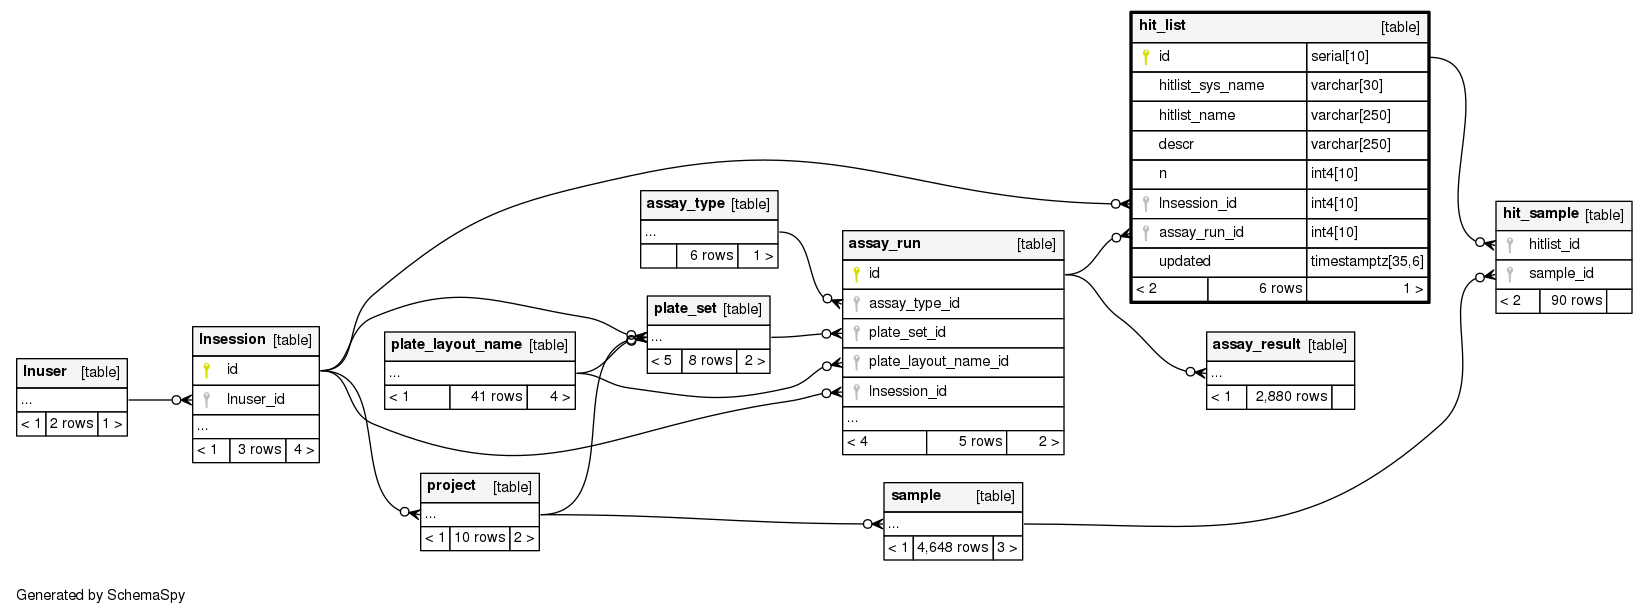 hit_list [table]
id serial[10]
hitlist_sys_name varchar[30]
hitlist_name varchar[250]
descr varchar[250]
n int4[10]
lnsession_id int4[10]
assay_run_id int4[10]
updated timestamptz[35,6]
< 2 6 rows 1 >
hit_sample [table]
hitlist_id
sample_id
< 2 90 rows
assay_type [table]
...
6 rows 1 >
assay_run [table]
id
assay_type_id
plate_set_id
plate_layout_name_id
lnsession_id
...
< 4 5 rows 2 >
plate_set [table]
...
< 5 8 rows 2 >
plate_layout_name [table]
...
< 1 41 rows 4 >
lnsession [table]
id
lnuser_id
...
< 1 3 rows 4 >
lnuser [table]
...
< 1 2 rows 1 >
assay_result [table]
...
< 1 2,880 rows
project [table]
...
< 1 10 rows 2 >
sample [table]
...
< 1 4,648 rows 3 >
Generated by SchemaSpy